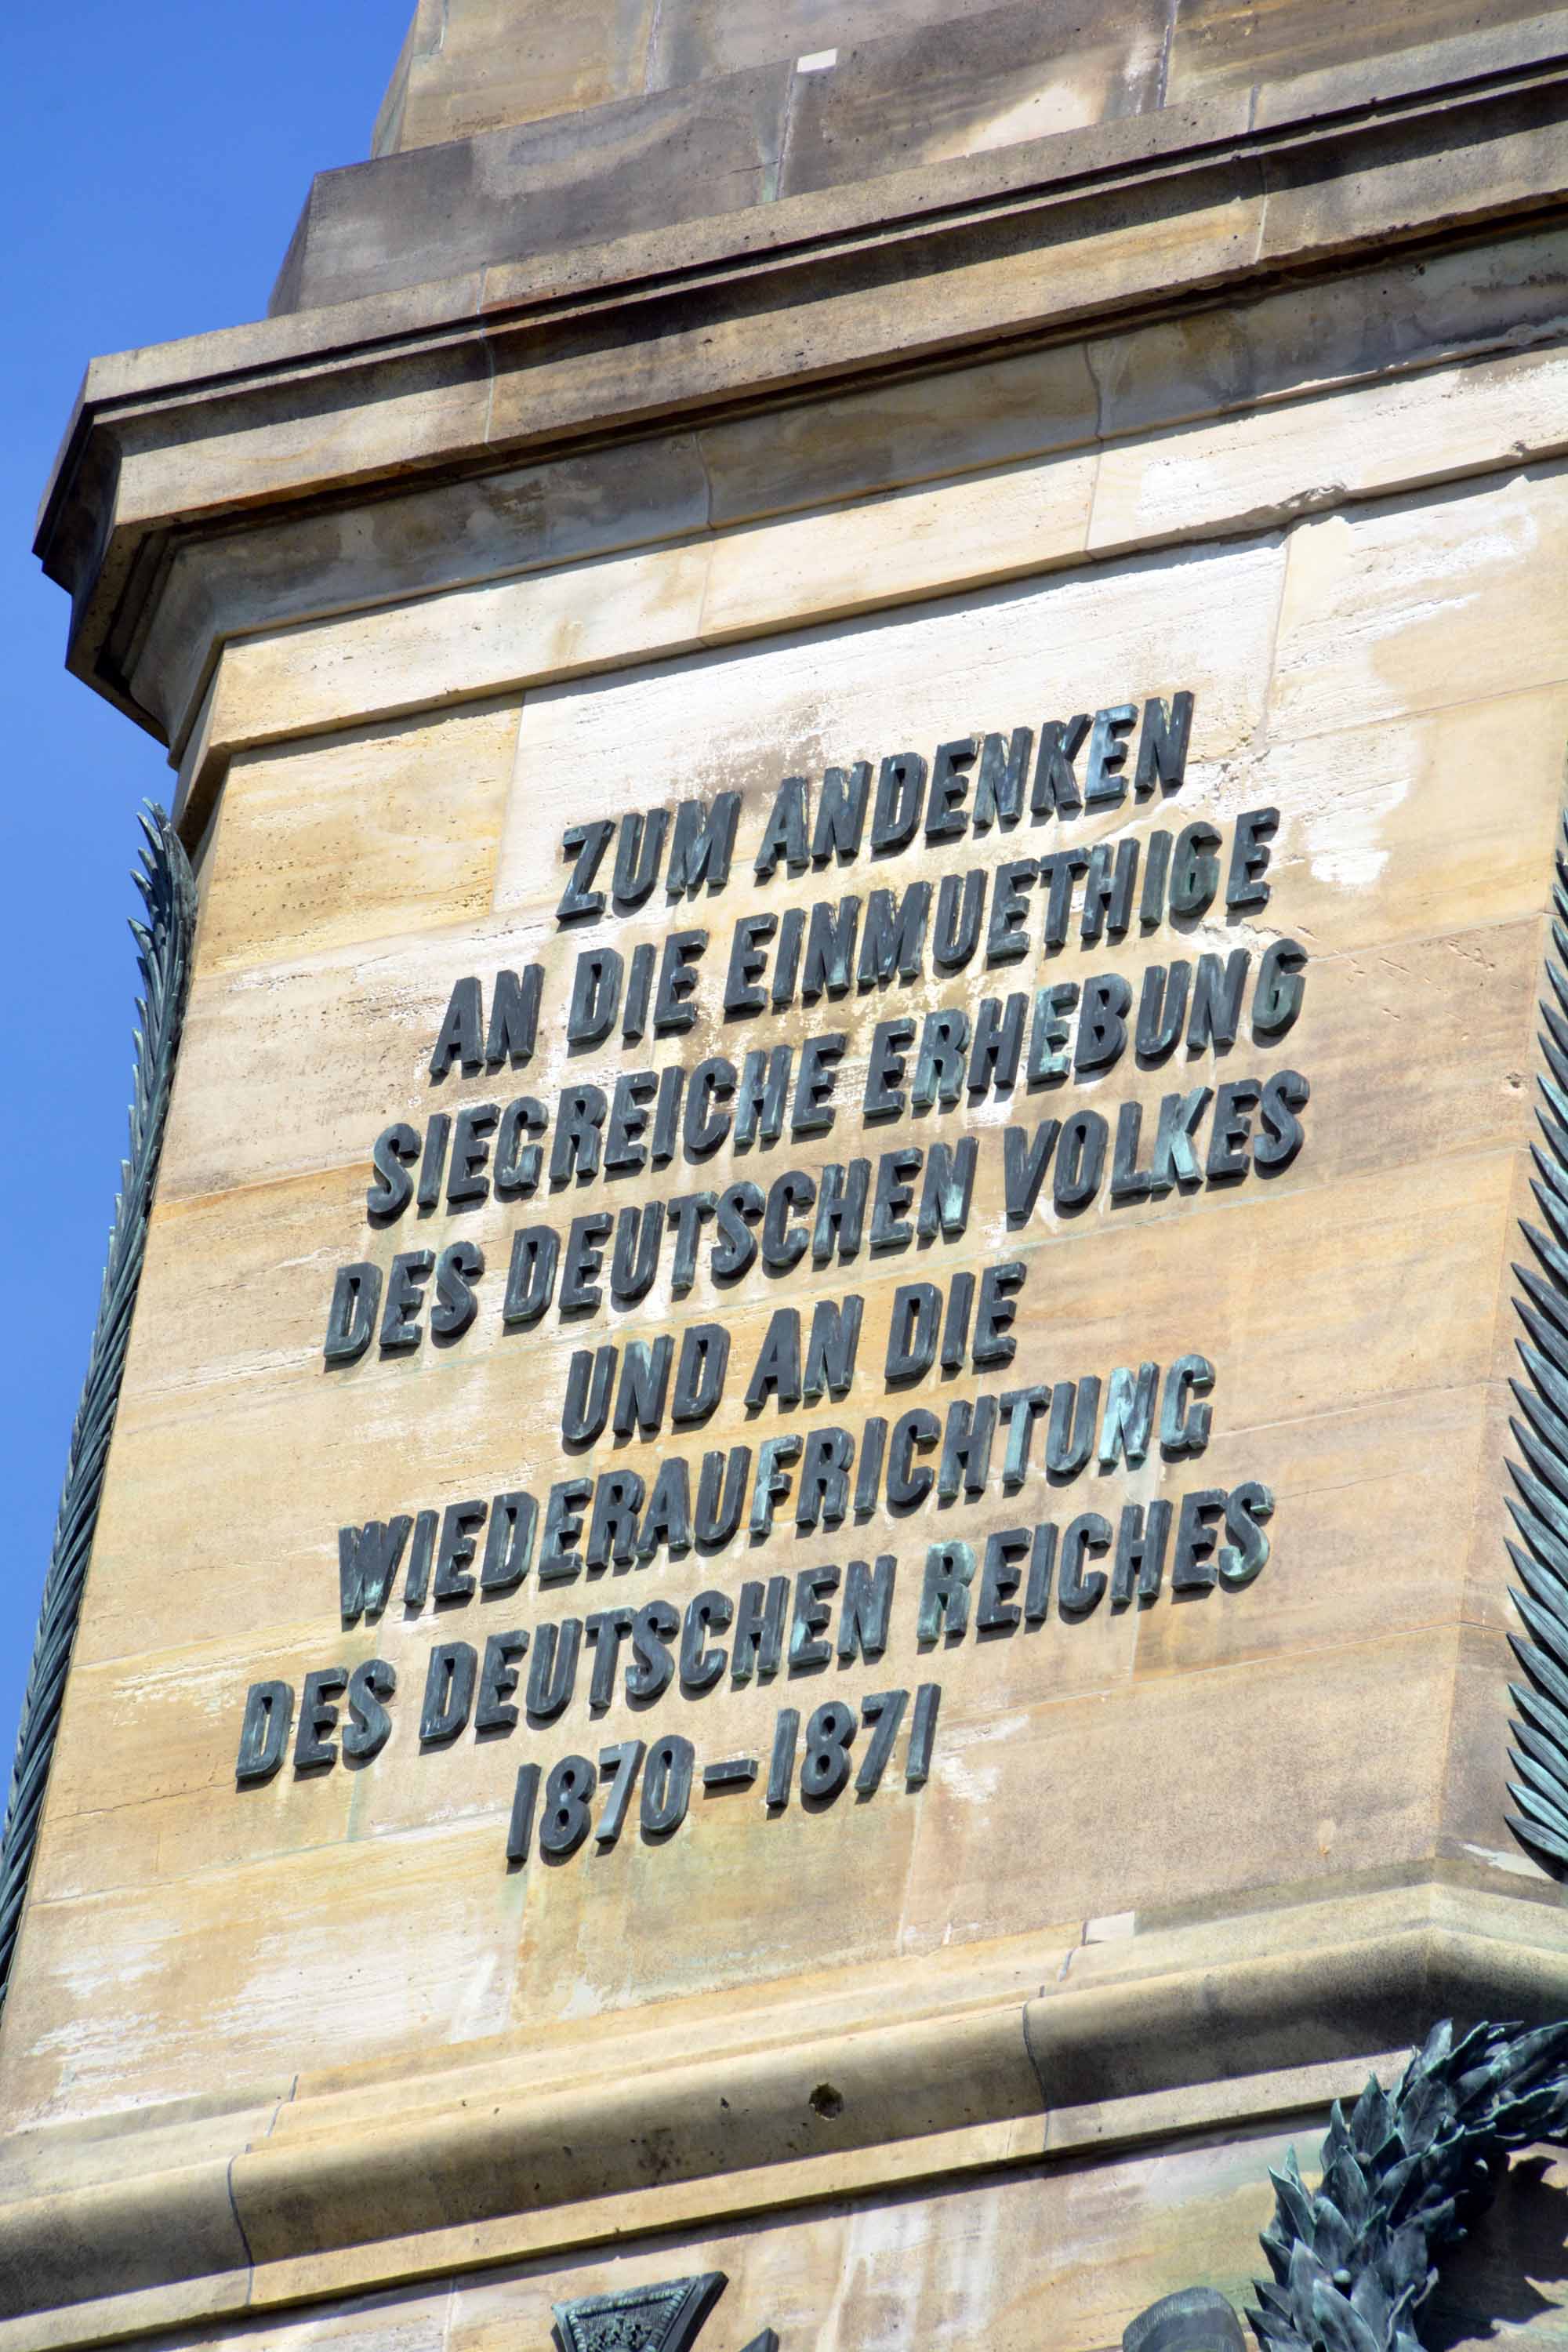 ZUM ANDENKEN
AN DIE EINMUETHIGE
SIEGREICHE ERHEBUNG
DES DEUTSCHEN VOLKES
UND AN DIE
WIEDERAUFRICHTUNG
DES DEUTSCHEN REICHES
1870–1871